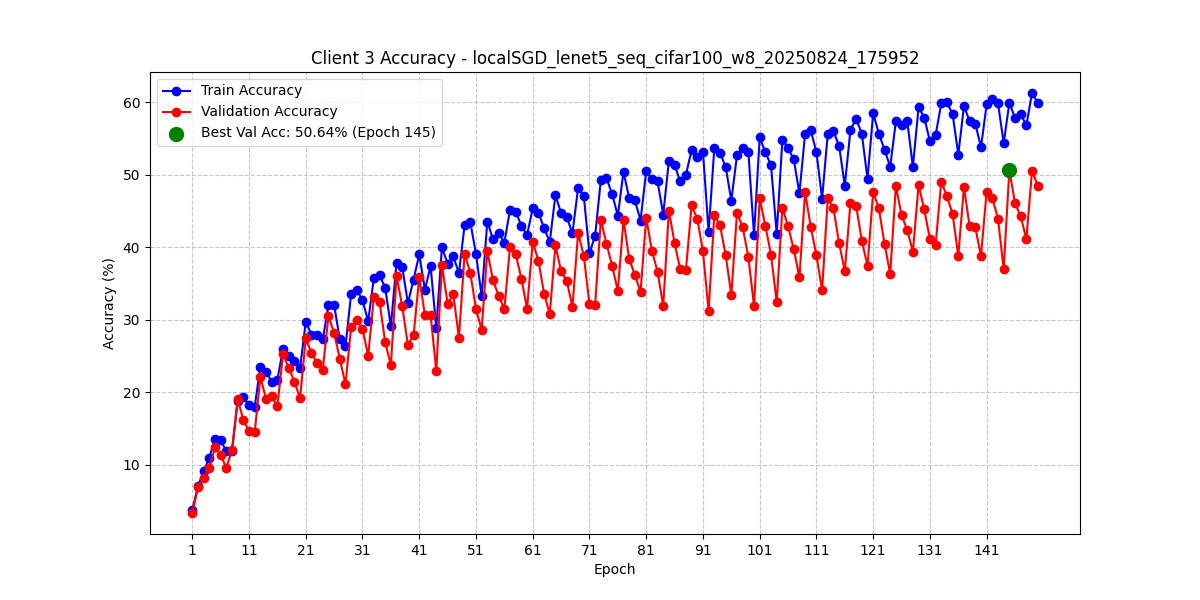 Client 3 Accuracy - localSGD_lenet5_seq_cifar100_w8_20250824_175952
Train Accuracy
Validation Accuracy
Best Val Acc: 50.64% (Epoch 145)
Accuracy (%)
60
50
40
30
20
10
1 11 21 31 41 51 61 71 81 91 101 111 121 131 141
Epoch